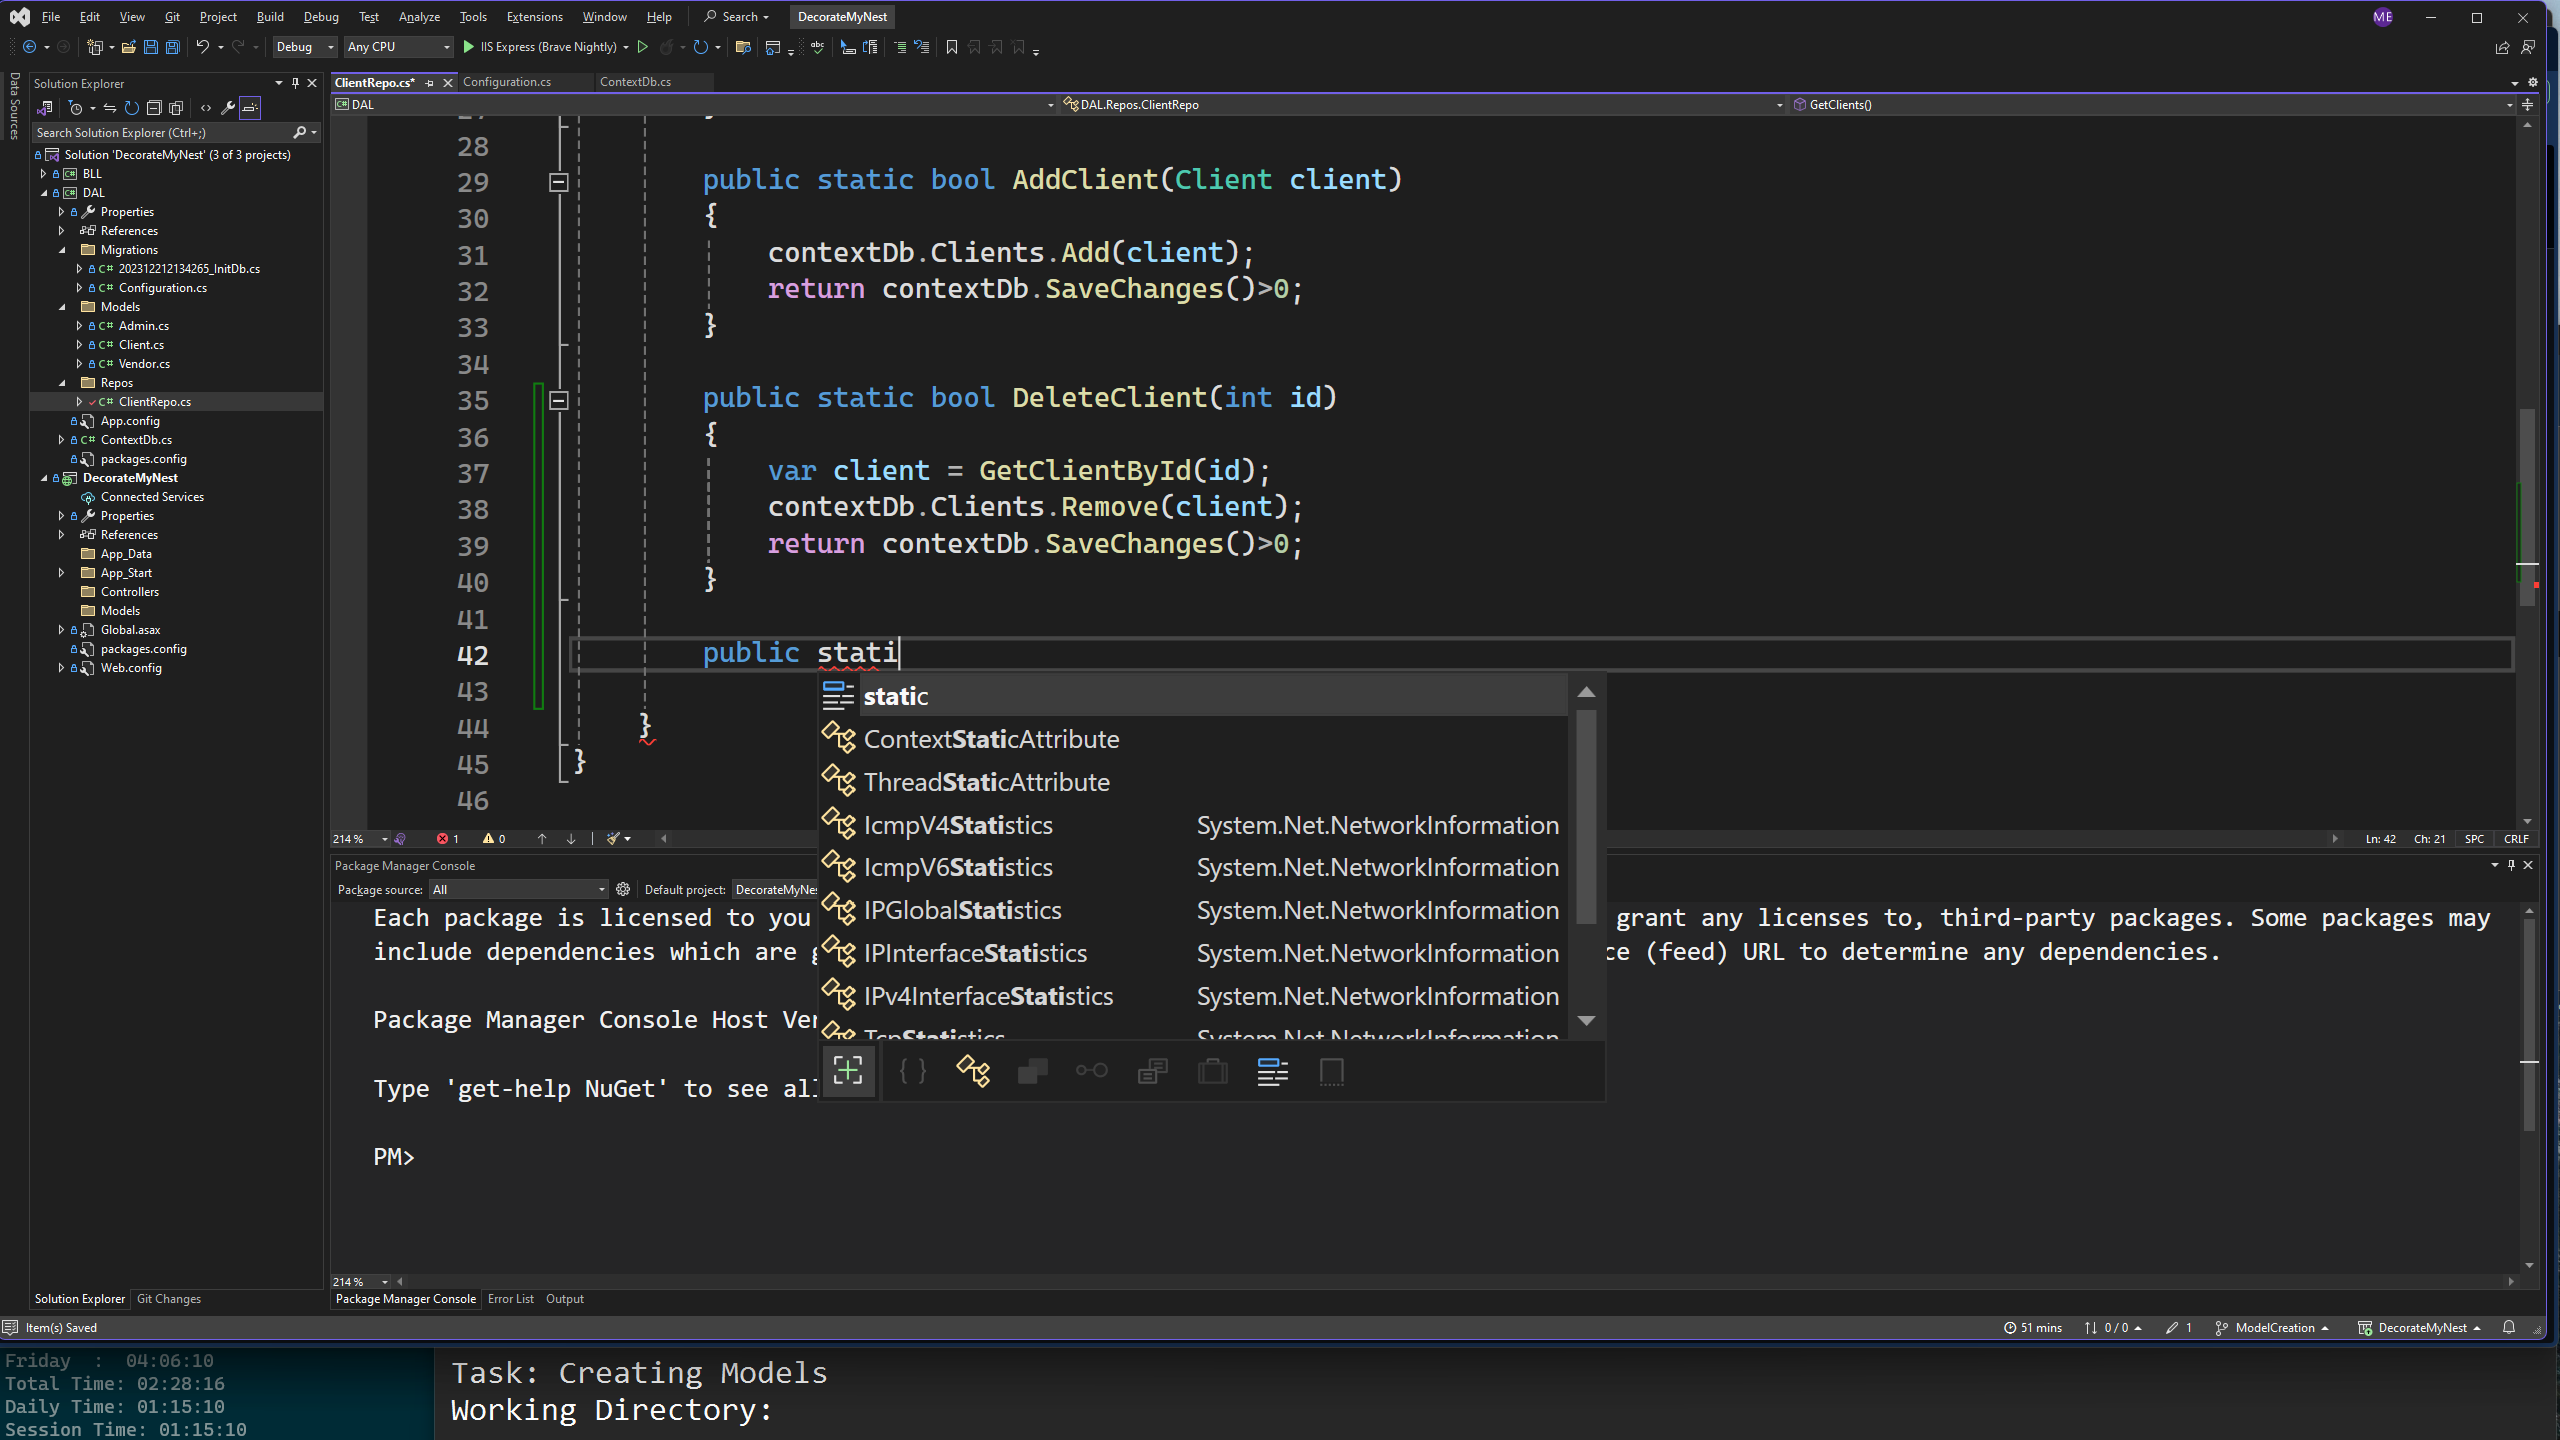 File Edit View Git Project Build Debug Test Analyze Tools Extensions Window Help Search DecorateMyNest ME
Debug Any CPU IIS Express (Brave Nightly)
Data Sources
Solution Explorer
Search Solution Explorer (Ctrl+;)
Solution 'DecorateMyNest' (3 of 3 projects)
BLL
DAL
Properties
References
Migrations
202312212134265_InitDb.cs
Configuration.cs
Models
Admin.cs
Client.cs
Vendor.cs
Repos
ClientRepo.cs
App.config
ContextDb.cs
packages.config
DecorateMyNest
Connected Services
Properties
References
App_Data
App_Start
Controllers
Models
Global.asax
packages.config
Web.config
Solution Explorer Git Changes
ClientRepo.cs* Configuration.cs ContextDb.cs
DAL DAL.Repos.ClientRepo GetClients()
28
29 public static bool AddClient(Client client)
30 {
31 contextDb.Clients.Add(client);
32 return contextDb.SaveChanges()>0;
33 }
34
35 public static bool DeleteClient(int id)
36 {
37 var client = GetClientById(id);
38 contextDb.Clients.Remove(client);
39 return contextDb.SaveChanges()>0;
40 }
41
42 public stati
43
44 }
45 }
46
static
ContextStaticAttribute
ThreadStaticAttribute
IcmpV4Statistics System.Net.NetworkInformation
IcmpV6Statistics System.Net.NetworkInformation
IPGlobalStatistics System.Net.NetworkInformation
IPInterfaceStatistics System.Net.NetworkInformation
IPv4InterfaceStatistics System.Net.NetworkInformation
TcpStatistics System.Net.NetworkInformation
214 % 1 0 Ln: 42 Ch: 21 SPC CRLF
Package Manager Console
Package source: All Default project: DecorateMyNes
Each package is licensed to you grant any licenses to, third-party packages. Some packages may
include dependencies which are ce (feed) URL to determine any dependencies.
Package Manager Console Host Ver
Type 'get-help NuGet' to see all
PM>
214 %
Package Manager Console Error List Output
Item(s) Saved 51 mins 0 / 0 1 ModelCreation DecorateMyNest
Friday : 04:06:10
Total Time: 02:28:16
Daily Time: 01:15:10
Session Time: 01:15:10
Task: Creating Models
Working Directory: